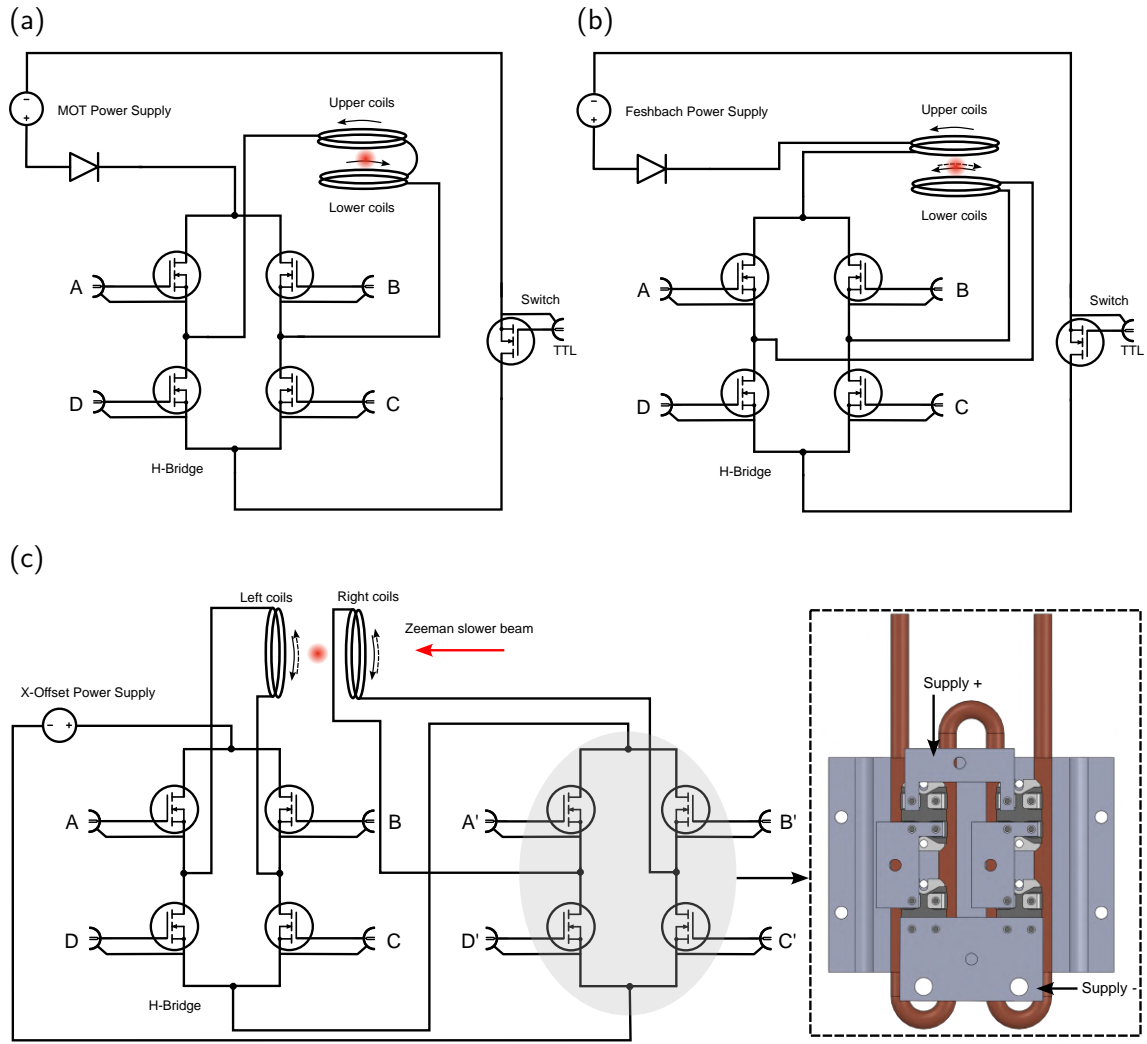 (a)
MOT Power Supply
-
+
Upper coils
Lower coils
A
B
D
C
H-Bridge
Switch
TTL
(b)
Feshbach Power Supply
-
+
Upper coils
Lower coils
A
B
D
C
H-Bridge
Switch
TTL
(c)
Left coils
Right coils
Zeeman slower beam
X-Offset Power Supply
- +
A
B
D
C
H-Bridge
A'
B'
D'
C'
Supply +
Supply -